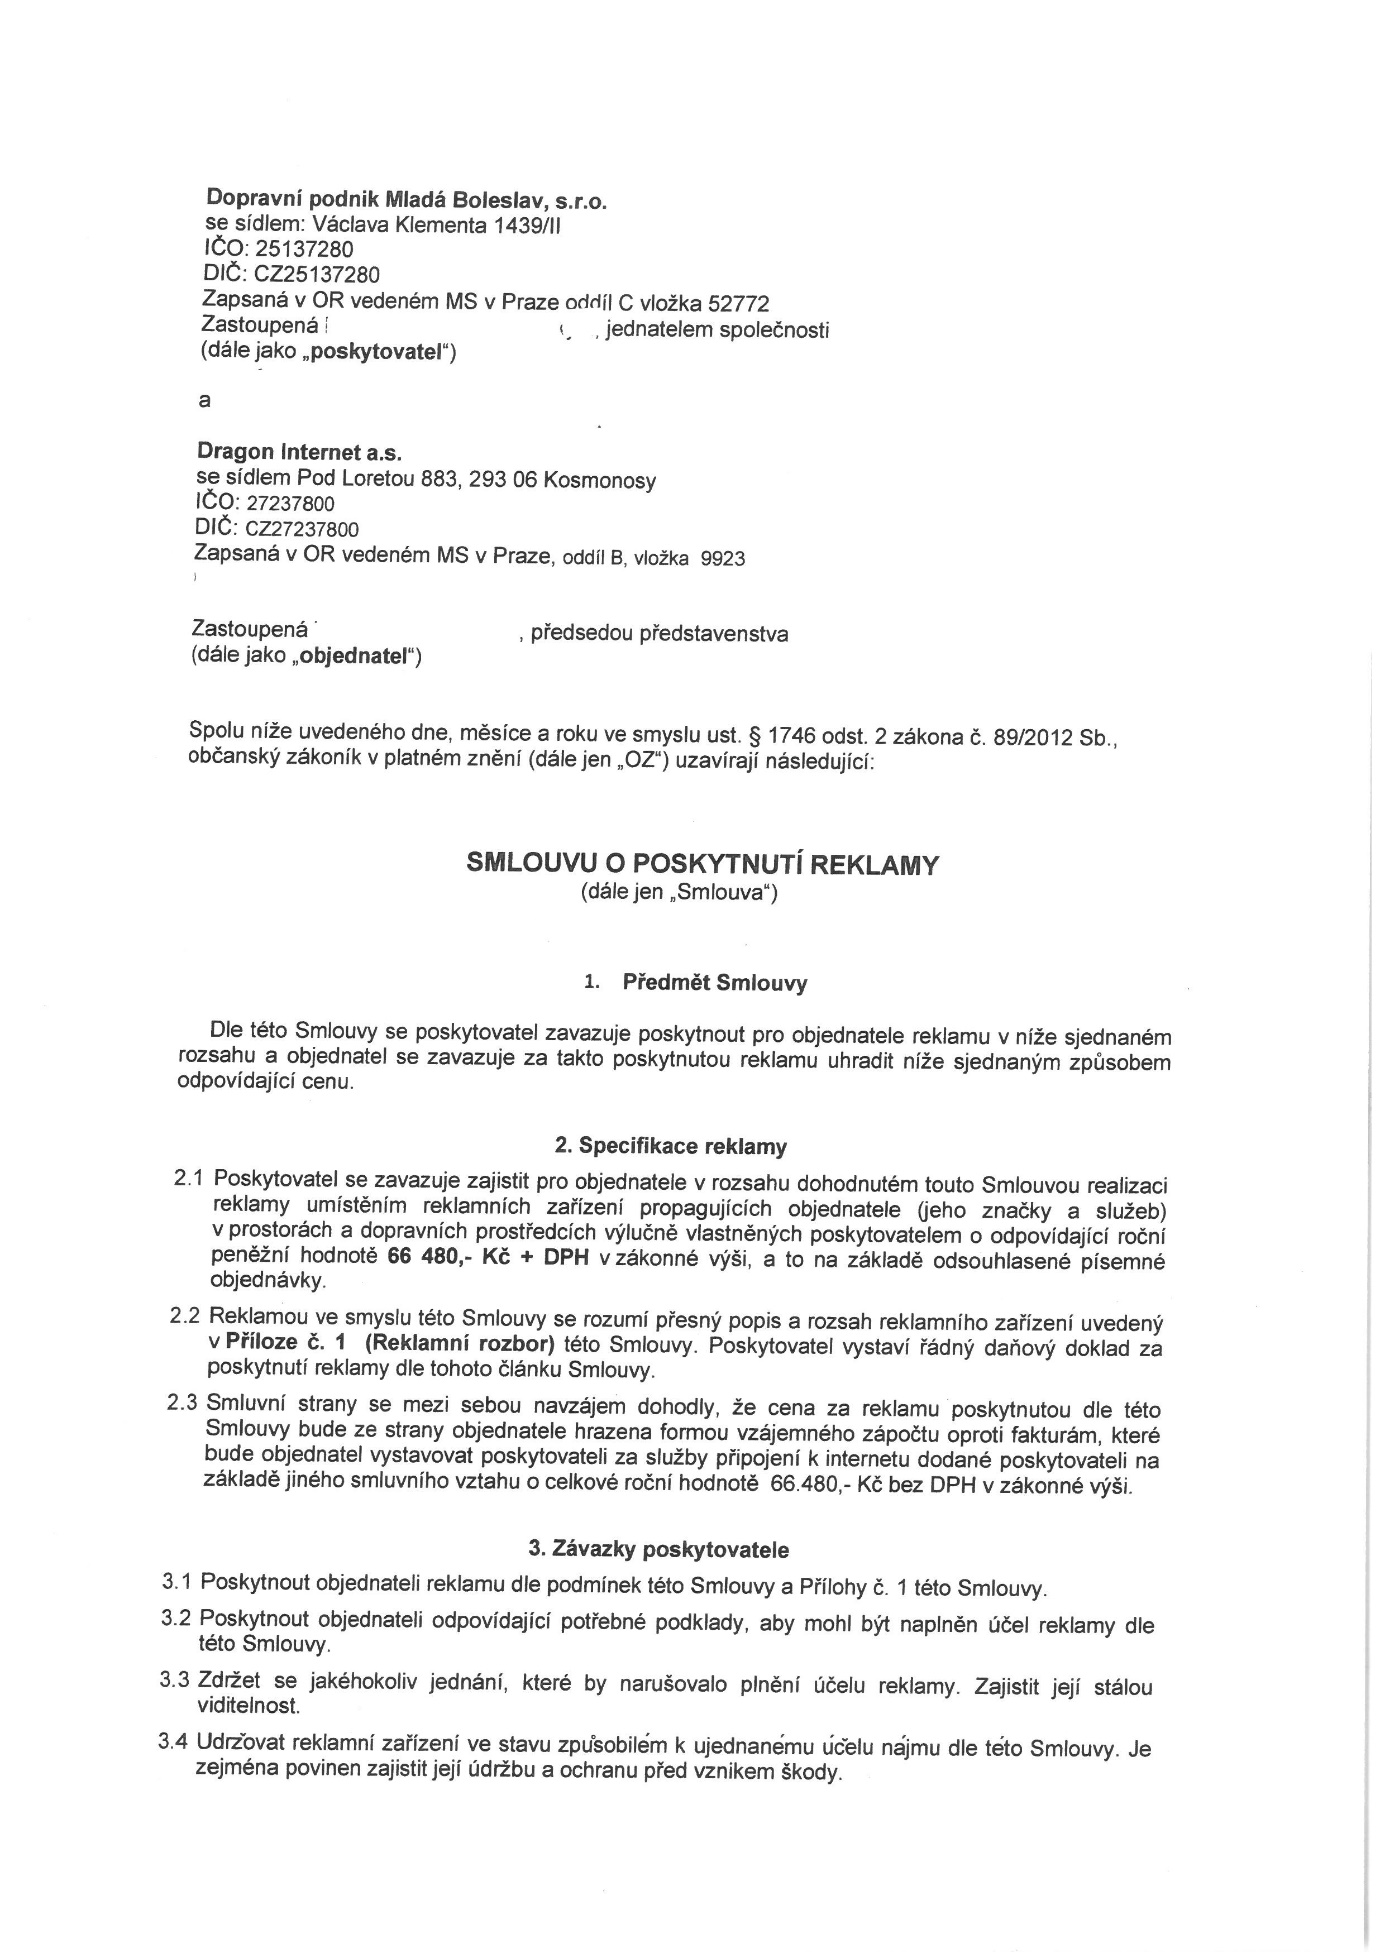 Dopravní podnik Mladá Boleslav, s.r.o.
se sídlem: Václava Klementa 1439/II
IČO: 25137280
DIČ: CZ25137280
Zapsaná v OR vedeném MS v Praze oddíl C vložka 52772
Zastoupená , jednatelem společnosti
(dále jako „poskytovatel“)
a
Dragon Internet a.s.
se sídlem Pod Loretou 883, 293 06 Kosmonosy
IČO: 27237800
DIČ: CZ27237800
Zapsaná v OR vedeném MS v Praze, oddíl B, vložka 9923
Zastoupená , předsedou představenstva
(dále jako „objednatel“)
Spolu níže uvedeného dne, měsíce a roku ve smyslu ust. § 1746 odst. 2 zákona č. 89/2012 Sb.,
občanský zákoník v platném znění (dále jen „OZ“) uzavírají následující:
SMLOUVU O POSKYTNUTÍ REKLAMY
(dále jen „Smlouva“)
1. Předmět Smlouvy
Dle této Smlouvy se poskytovatel zavazuje poskytnout pro objednatele reklamu v níže sjednaném
rozsahu a objednatel se zavazuje za takto poskytnutou reklamu uhradit níže sjednaným způsobem
odpovídající cenu.
2. Specifikace reklamy
2.1 Poskytovatel se zavazuje zajistit pro objednatele v rozsahu dohodnutém touto Smlouvou realizaci
reklamy umístěním reklamních zařízení propagujících objednatele (jeho značky a služeb)
v prostorách a dopravních prostředcích výlučně vlastněných poskytovatelem o odpovídající roční
peněžní hodnotě 66 480,- Kč + DPH v zákonné výši, a to na základě odsouhlasené písemné
objednávky.
2.2 Reklamou ve smyslu této Smlouvy se rozumí přesný popis a rozsah reklamního zařízení uvedený
v Příloze č. 1 (Reklamní rozbor) této Smlouvy. Poskytovatel vystaví řádný daňový doklad za
poskytnutí reklamy dle tohoto článku Smlouvy.
2.3 Smluvní strany se mezi sebou navzájem dohodly, že cena za reklamu poskytnutou dle této
Smlouvy bude ze strany objednatele hrazena formou vzájemného zápočtu oproti fakturám, které
bude objednatel vystavovat poskytovateli za služby připojení k internetu dodané poskytovateli na
základě jiného smluvního vztahu o celkové roční hodnotě 66.480,- Kč bez DPH v zákonné výši.
3. Závazky poskytovatele
3.1 Poskytnout objednateli reklamu dle podmínek této Smlouvy a Přílohy č. 1 této Smlouvy.
3.2 Poskytnout objednateli odpovídající potřebné podklady, aby mohl být naplněn účel reklamy dle
této Smlouvy.
3.3 Zdržet se jakéhokoliv jednání, které by narušovalo plnění účelu reklamy. Zajistit její stálou
viditelnost.
3.4 Udržovat reklamní zařízení ve stavu způsobilém k ujednanému účelu nájmu dle této Smlouvy. Je
zejména povinen zajistit její údržbu a ochranu před vznikem škody.